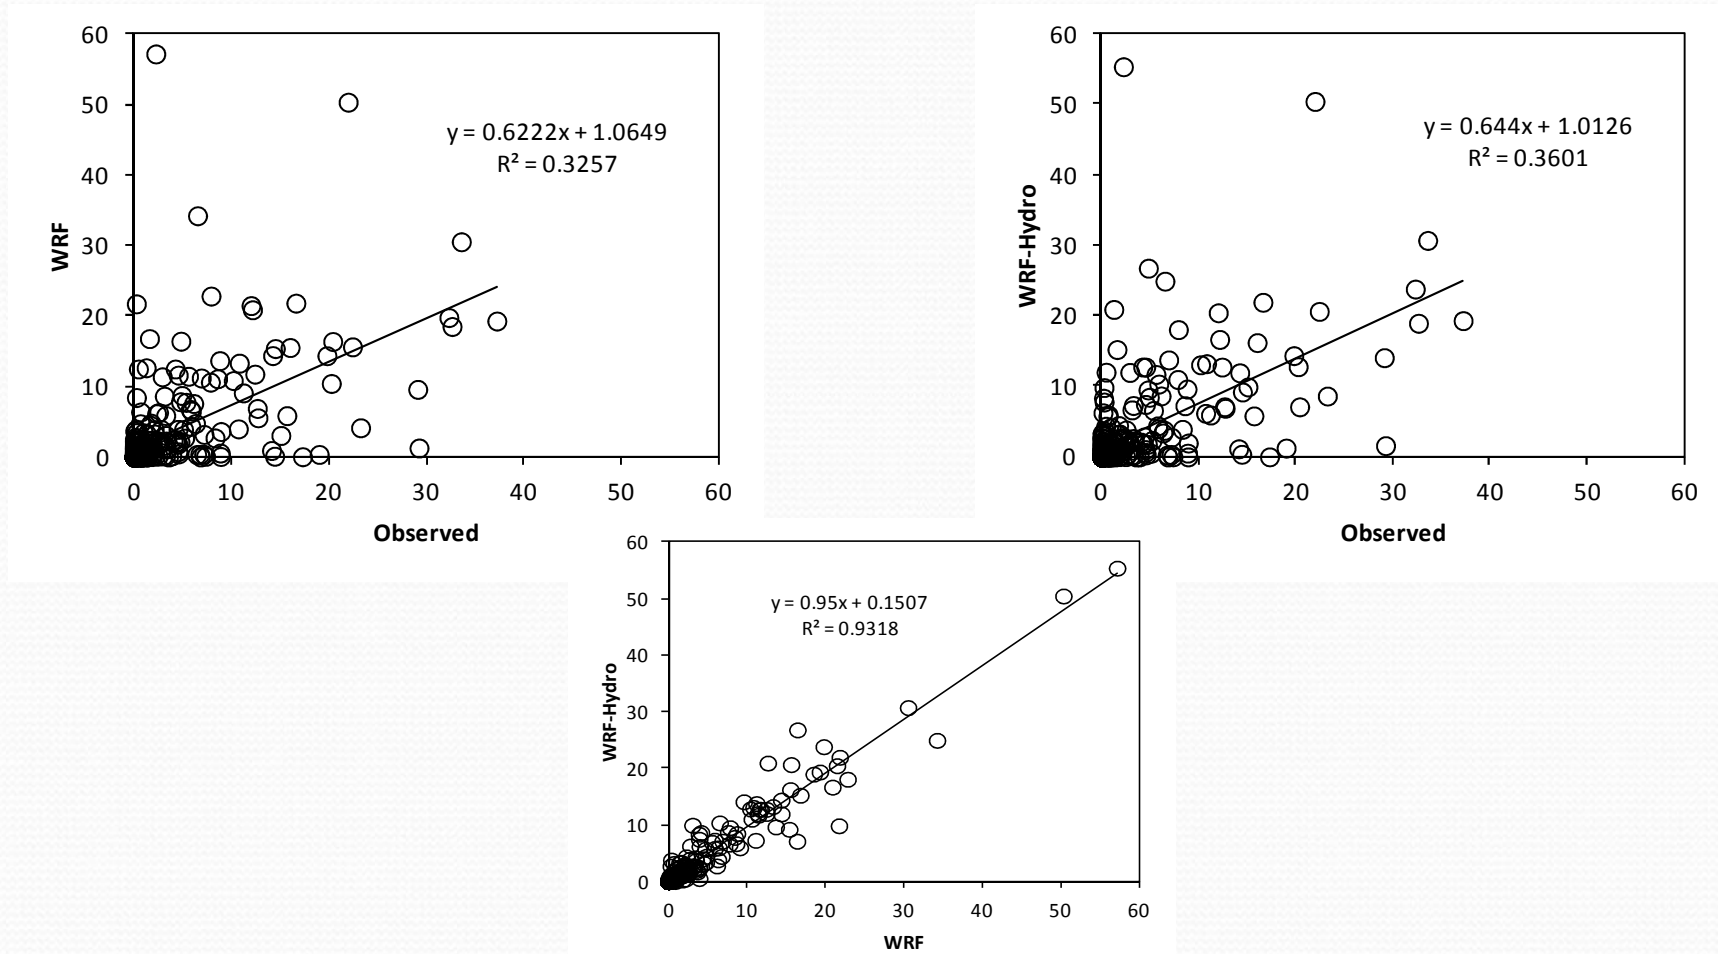 60
50
40
30
20
10
0
WRF
y = 0.6222x + 1.0649
R² = 0.3257
0 10 20 30 40 50 60
Observed
60
50
40
30
20
10
0
WRF-Hydro
y = 0.644x + 1.0126
R² = 0.3601
0 10 20 30 40 50 60
Observed
60
50
40
30
20
10
0
WRF-Hydro
y = 0.95x + 0.1507
R² = 0.9318
0 10 20 30 40 50 60
WRF